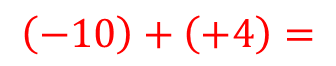 (−10) + (+4) =